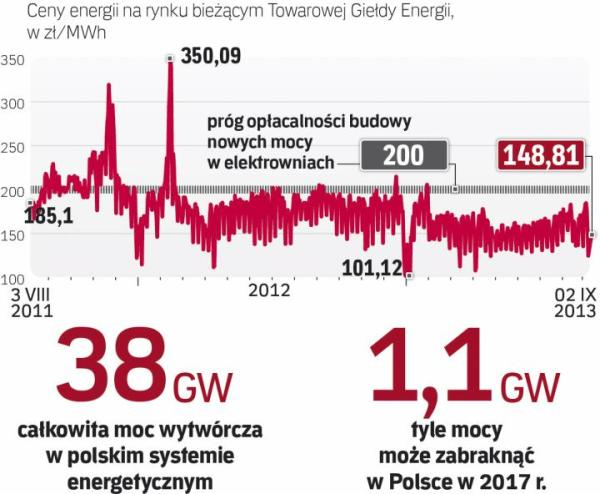 Ceny energii na rynku bieżącym Towarowej Giełdy Energii,
w zł/MWh
350
350,09
300
próg opłacalności budowy
nowych mocy
w elektrowniach
250
200
148,81
200
185,1
150
101,12
100
3 VIII
2011
2012
02 IX
2013
38 GW
całkowita moc wytwórcza
w polskim systemie
energetycznym
1,1 GW
tyle mocy
może zabraknąć
w Polsce w 2017 r.